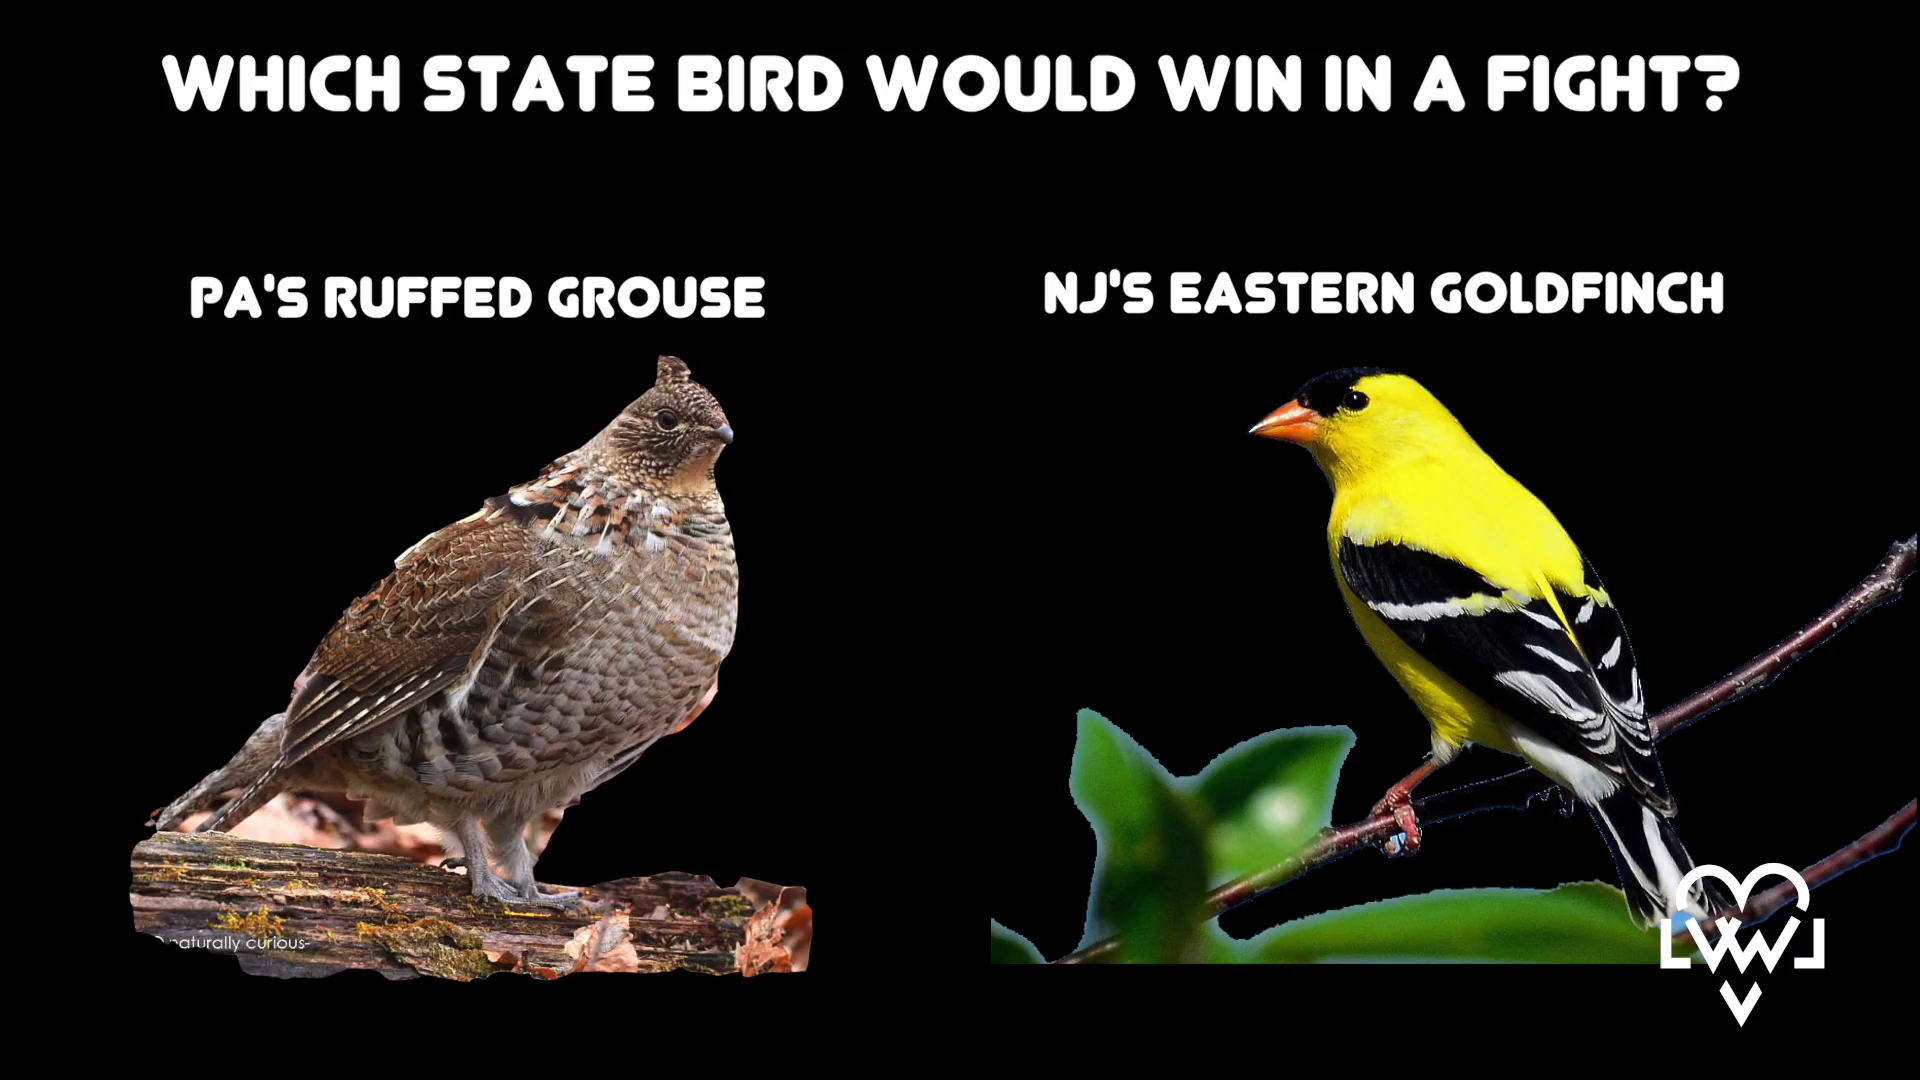 WHICH STATE BIRD WOULD WIN IN A FIGHT?
PA'S RUFFED GROUSE
NJ'S EASTERN GOLDFINCH
naturally curious-